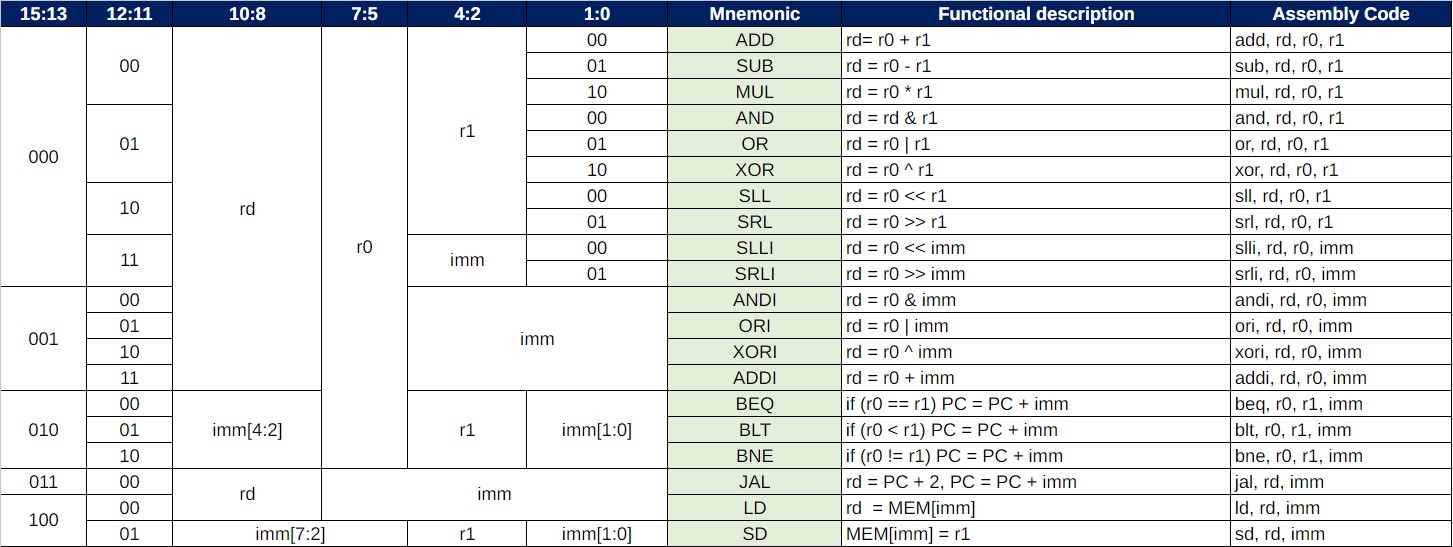 15:13 12:11 10:8 7:5 4:2 1:0 Mnemonic Functional description Assembly Code
000 00 rd r0 r1 00 ADD rd= r0 + r1 add, rd, r0, r1
01 SUB rd = r0 - r1 sub, rd, r0, r1
10 MUL rd = r0 * r1 mul, rd, r0, r1
01 00 AND rd = rd & r1 and, rd, r0, r1
01 OR rd = r0 | r1 or, rd, r0, r1
10 XOR rd = r0 ^ r1 xor, rd, r0, r1
10 00 SLL rd = r0 << r1 sll, rd, r0, r1
01 SRL rd = r0 >> r1 srl, rd, r0, r1
11 imm 00 SLLI rd = r0 << imm slli, rd, r0, imm
01 SRLI rd = r0 >> imm srli, rd, r0, imm
001 00 imm ANDI rd = r0 & imm andi, rd, r0, imm
01 ORI rd = r0 | imm ori, rd, r0, imm
10 XORI rd = r0 ^ imm xori, rd, r0, imm
11 ADDI rd = r0 + imm addi, rd, r0, imm
010 00 imm[4:2] r1 imm[1:0] BEQ if (r0 == r1) PC = PC + imm beq, r0, r1, imm
01 BLT if (r0 < r1) PC = PC + imm blt, r0, r1, imm
10 BNE if (r0 != r1) PC = PC + imm bne, r0, r1, imm
011 00 rd imm JAL rd = PC + 2, PC = PC + imm jal, rd, imm
100 00 LD rd = MEM[imm] ld, rd, imm
01 imm[7:2] r1 imm[1:0] SD MEM[imm] = r1 sd, rd, imm